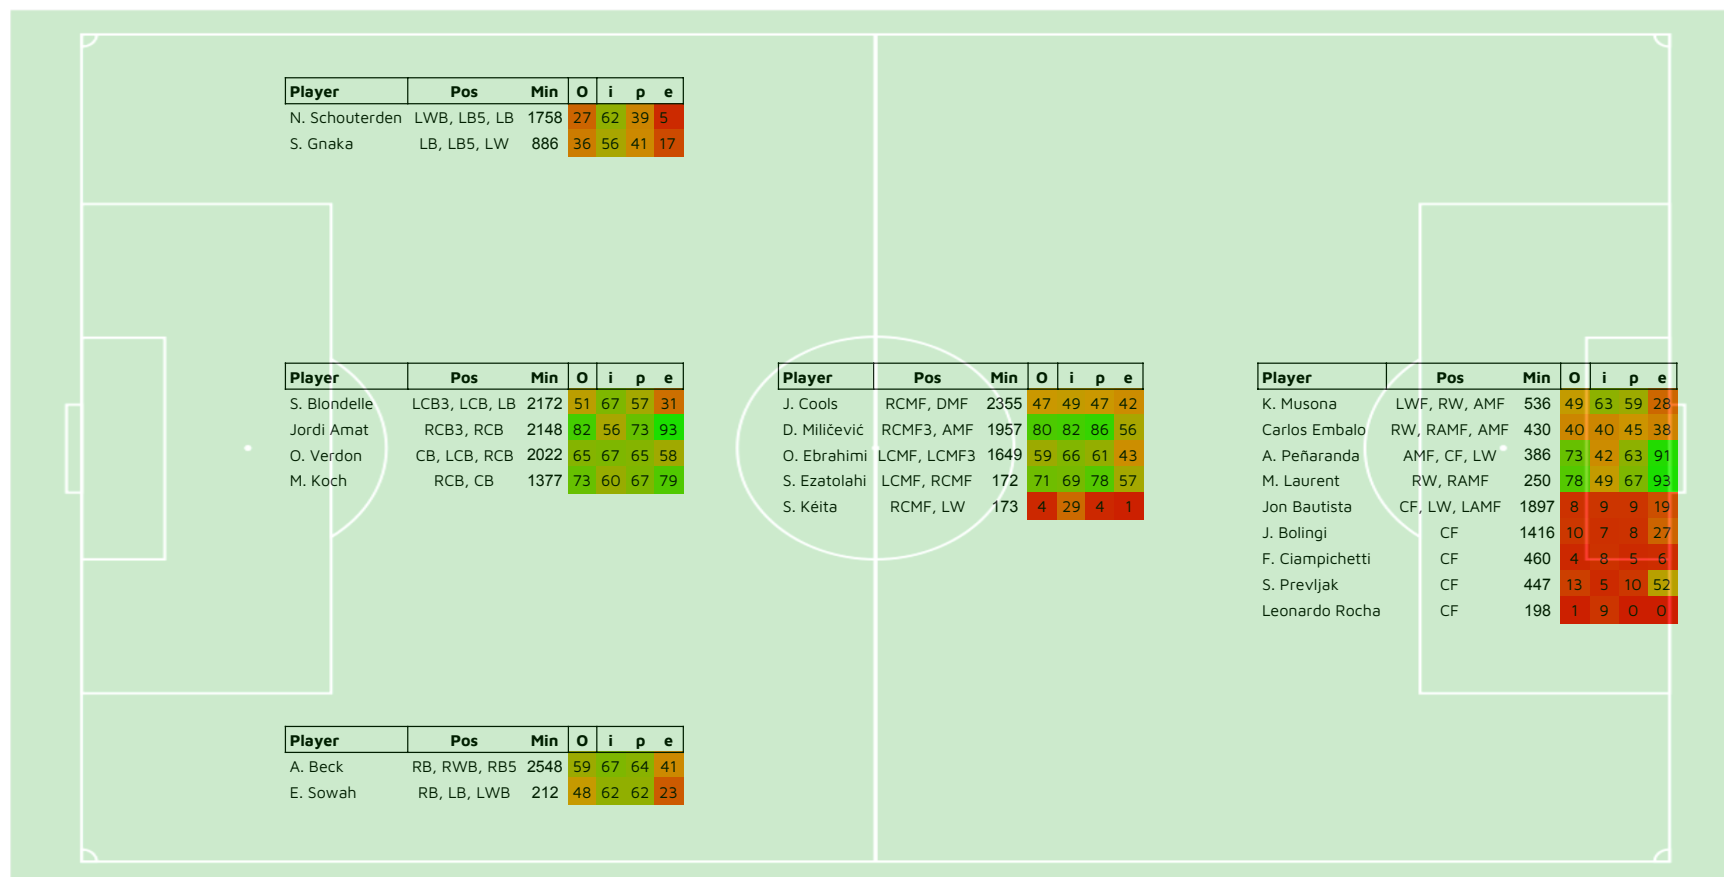 Player Pos Min O i p e
N. Schouterden LWB, LB5, LB 1758 27 62 39 5
S. Gnaka LB, LB5, LW 886 36 56 41 17
Player Pos Min O i p e
S. Blondelle LCB3, LCB, LB 2172 51 67 57 31
Jordi Amat RCB3, RCB 2148 82 56 73 93
O. Verdon CB, LCB, RCB 2022 65 67 65 58
M. Koch RCB, CB 1377 73 60 67 79
Player Pos Min O i p e
J. Cools RCMF, DMF 2355 47 49 47 42
D. Miličević RCMF3, AMF 1957 80 82 86 56
O. Ebrahimi LCMF, LCMF3 1649 59 66 61 43
S. Ezatolahi LCMF, RCMF 172 71 69 78 57
S. Kéita RCMF, LW 173 4 29 4 1
Player Pos Min O i p e
K. Musona LWF, RW, AMF 536 49 63 59 28
Carlos Embalo RW, RAMF, AMF 430 40 40 45 38
A. Peñaranda AMF, CF, LW 386 73 42 63 91
M. Laurent RW, RAMF 250 78 49 67 93
Jon Bautista CF, LW, LAMF 1897 8 9 9 19
J. Bolingi CF 1416 10 7 8 27
F. Ciampichetti CF 460 4 8 5 6
S. Prevljak CF 447 13 5 10 52
Leonardo Rocha CF 198 1 9 0 0
Player Pos Min O i p e
A. Beck RB, RWB, RB5 2548 59 67 64 41
E. Sowah RB, LB, LWB 212 48 62 62 23